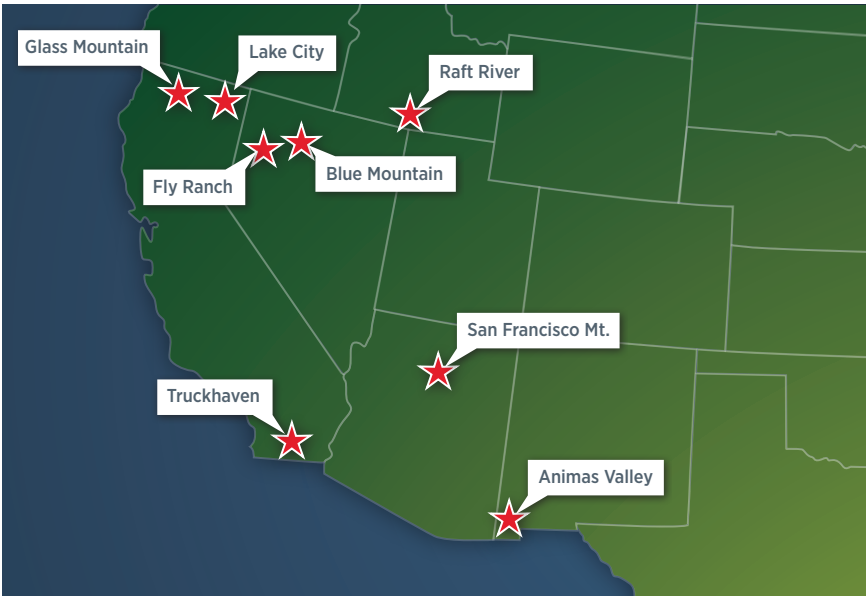 Glass Mountain
Lake City
Raft River
Fly Ranch
Blue Mountain
San Francisco Mt.
Truckhaven
Animas Valley